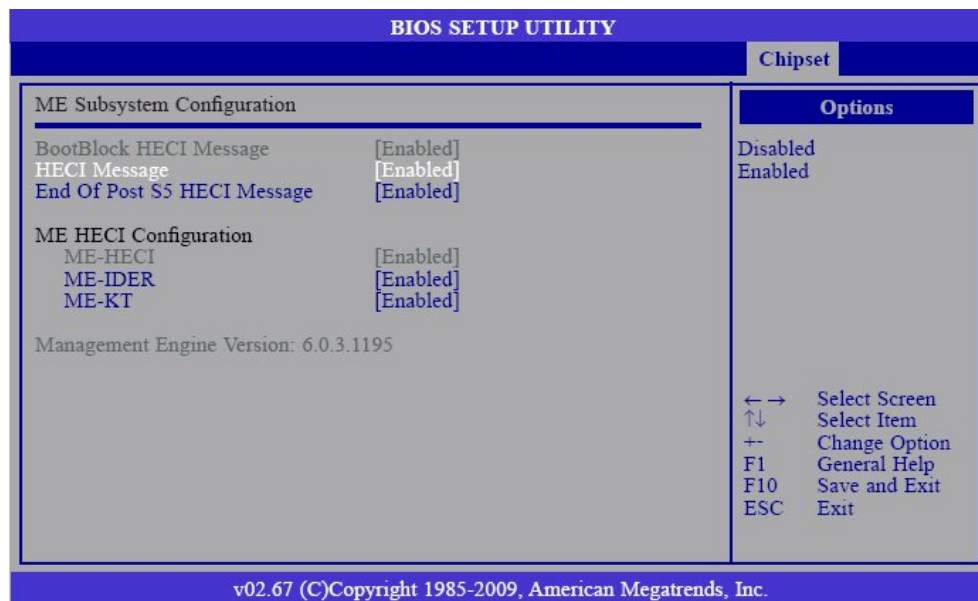 BIOS SETUP UTILITY
Chipset
ME Subsystem Configuration
BootBlock HECI Message [Enabled]
HECI Message [Enabled]
End Of Post S5 HECI Message [Enabled]
ME HECI Configuration
ME-HECI [Enabled]
ME-IDER [Enabled]
ME-KT [Enabled]
Management Engine Version: 6.0.3.1195
Options
Disabled
Enabled
←→ Select Screen
↑↓ Select Item
+- Change Option
F1 General Help
F10 Save and Exit
ESC Exit
v02.67 (C)Copyright 1985-2009, American Megatrends, Inc.